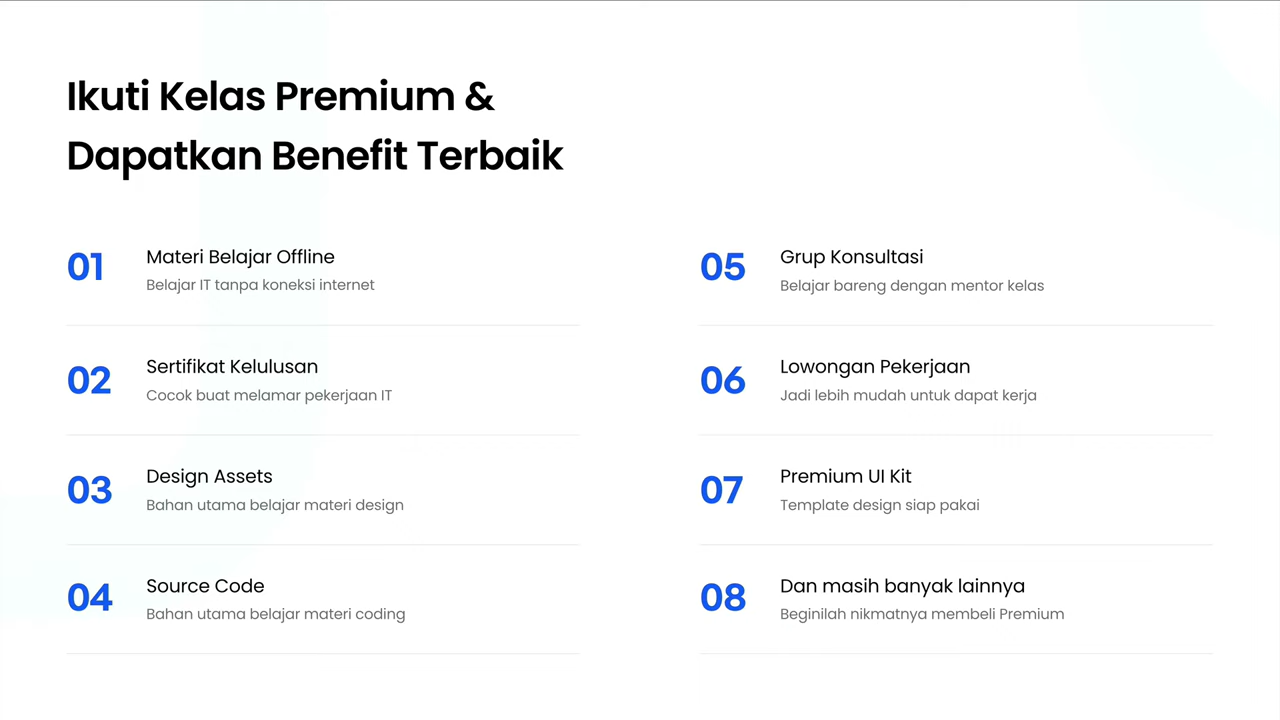 Ikuti Kelas Premium &
Dapatkan Benefit Terbaik
01
Materi Belajar Offline
Belajar IT tanpa koneksi internet
02
Sertifikat Kelulusan
Cocok buat melamar pekerjaan IT
03
Design Assets
Bahan utama belajar materi design
04
Source Code
Bahan utama belajar materi coding
05
Grup Konsultasi
Belajar bareng dengan mentor kelas
06
Lowongan Pekerjaan
Jadi lebih mudah untuk dapat kerja
07
Premium UI Kit
Template design siap pakai
08
Dan masih banyak lainnya
Beginilah nikmatnya membeli Premium